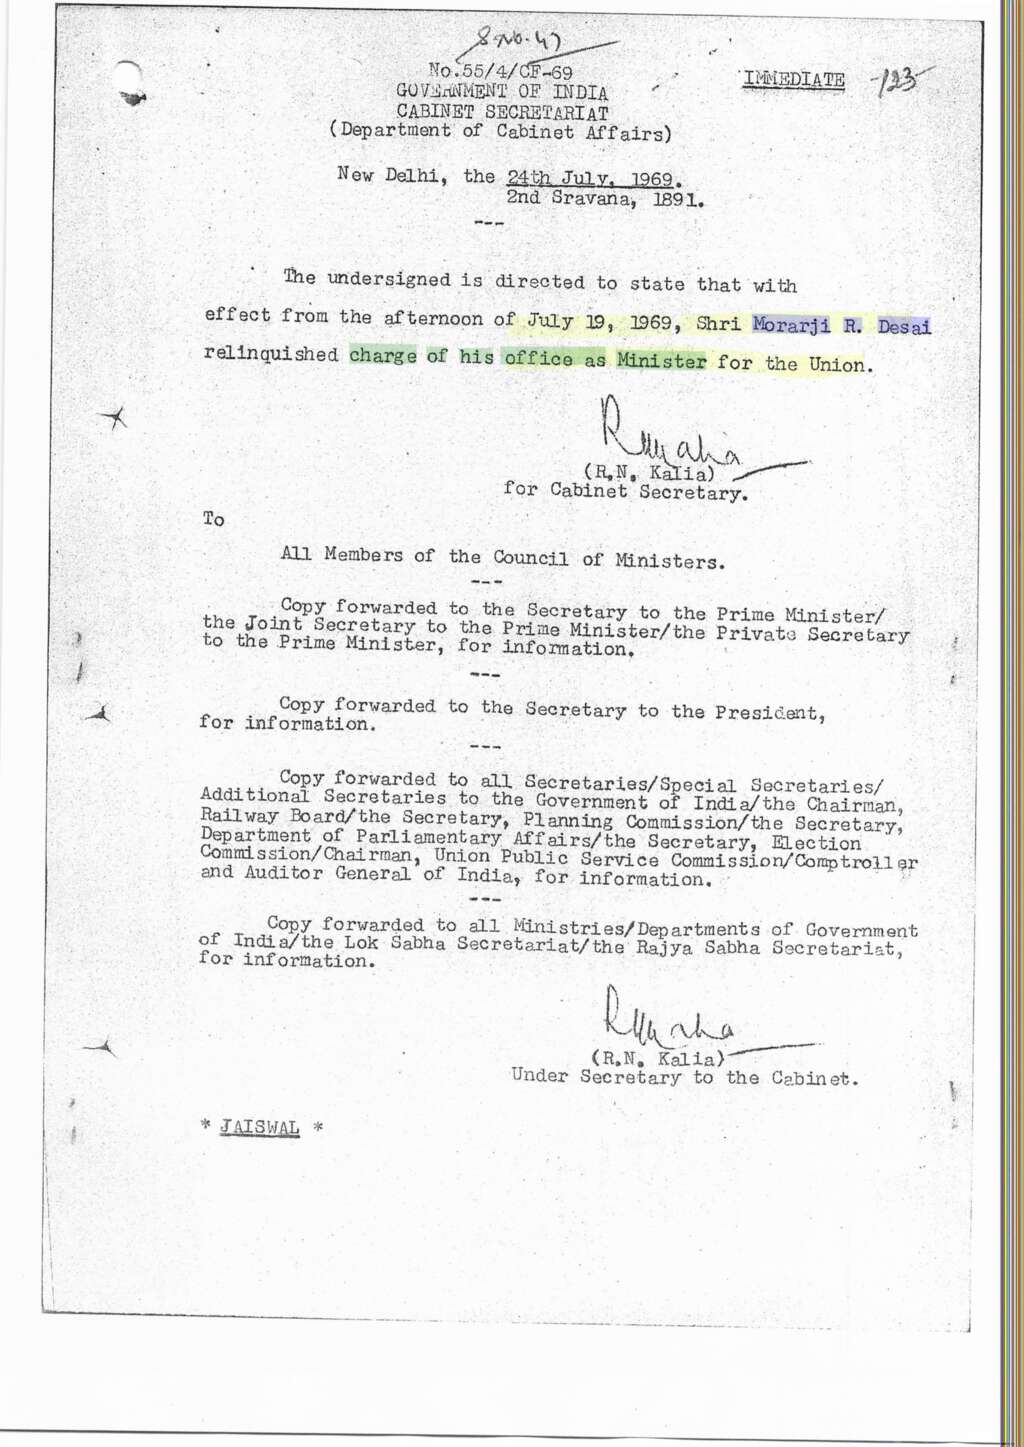 S.No. 47
No.55/4/CF-69
IMMEDIATE
-123-
GOVERNMENT OF INDIA
CABINET SECRETARIAT
(Department of Cabinet Affairs)
New Delhi, the 24th July, 1969.
2nd Sravana, 1891.
---
The undersigned is directed to state that with
effect from the afternoon of July 19, 1969, Shri Morarji R. Desai
relinquished charge of his office as Minister for the Union.
(R.N. Kalia)
for Cabinet Secretary.
To
All Members of the Council of Ministers.
---
Copy forwarded to the Secretary to the Prime Minister/
the Joint Secretary to the Prime Minister/the Private Secretary
to the Prime Minister, for information.
---
Copy forwarded to the Secretary to the President,
for information.
---
Copy forwarded to all Secretaries/Special Secretaries/
Additional Secretaries to the Government of India/the Chairman,
Railway Board/the Secretary, Planning Commission/the Secretary,
Department of Parliamentary Affairs/the Secretary, Election
Commission/Chairman, Union Public Service Commission/Comptroller
and Auditor General of India, for information.
---
Copy forwarded to all Ministries/Departments of Government
of India/the Lok Sabha Secretariat/the Rajya Sabha Secretariat,
for information.
(R.N. Kalia)
Under Secretary to the Cabinet.
* JAISWAL *